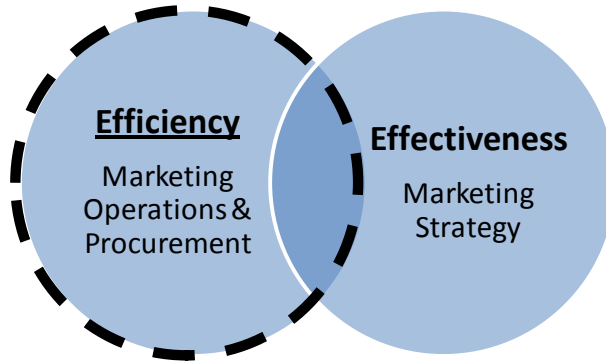 Efficiency
Marketing
Operations &
Procurement
Effectiveness
Marketing
Strategy